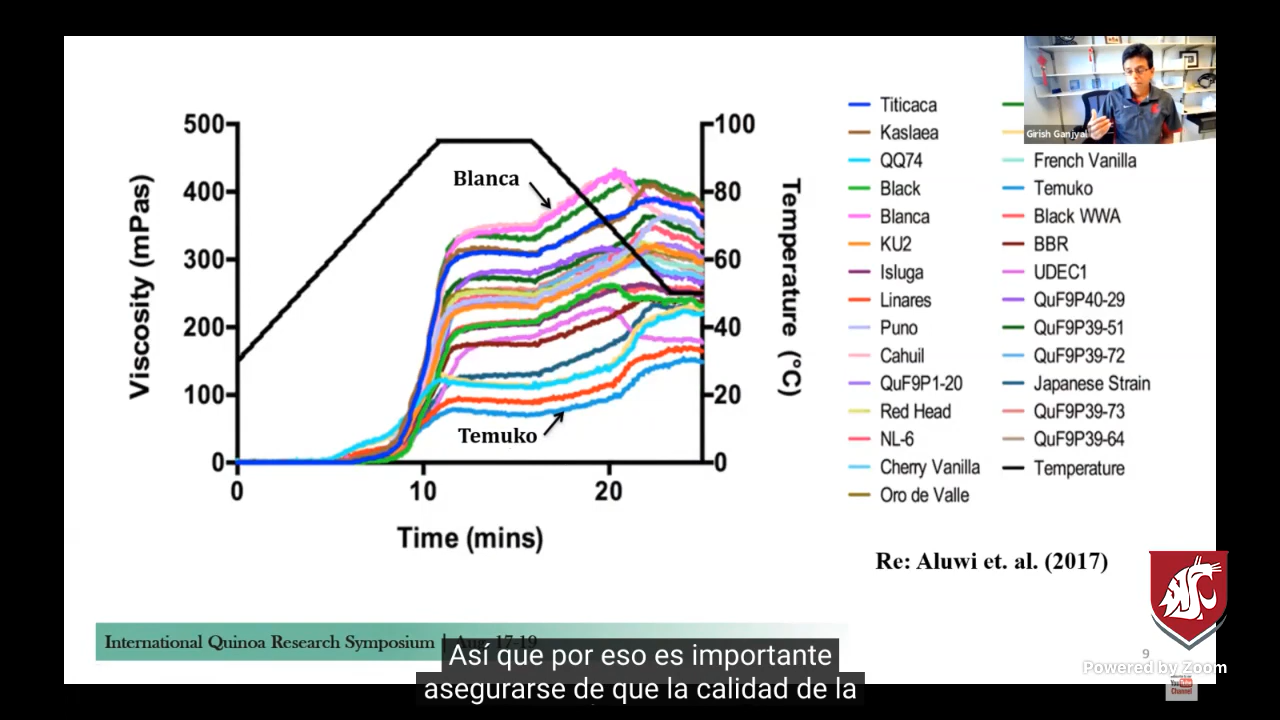 Girish Ganjyal
500
400
300
200
100
0
Viscosity (mPas)
100
80
60
40
20
0
Temperature (°C)
Blanca
Temuko
0
10
20
Time (mins)
Titicaca
Kaslaea
QQ74
Black
Blanca
KU2
Isluga
Linares
Puno
Cahuil
QuF9P1-20
Red Head
NL-6
Cherry Vanilla
Oro de Valle
French Vanilla
Temuko
Black WWA
BBR
UDEC1
QuF9P40-29
QuF9P39-51
QuF9P39-72
Japanese Strain
QuF9P39-73
QuF9P39-64
Temperature
Re: Aluwi et. al. (2017)
International Quinoa Research Symposium | Aug 17-19
9
Powered by Zoom
Así que por eso es importante
asegurarse de que la calidad de la